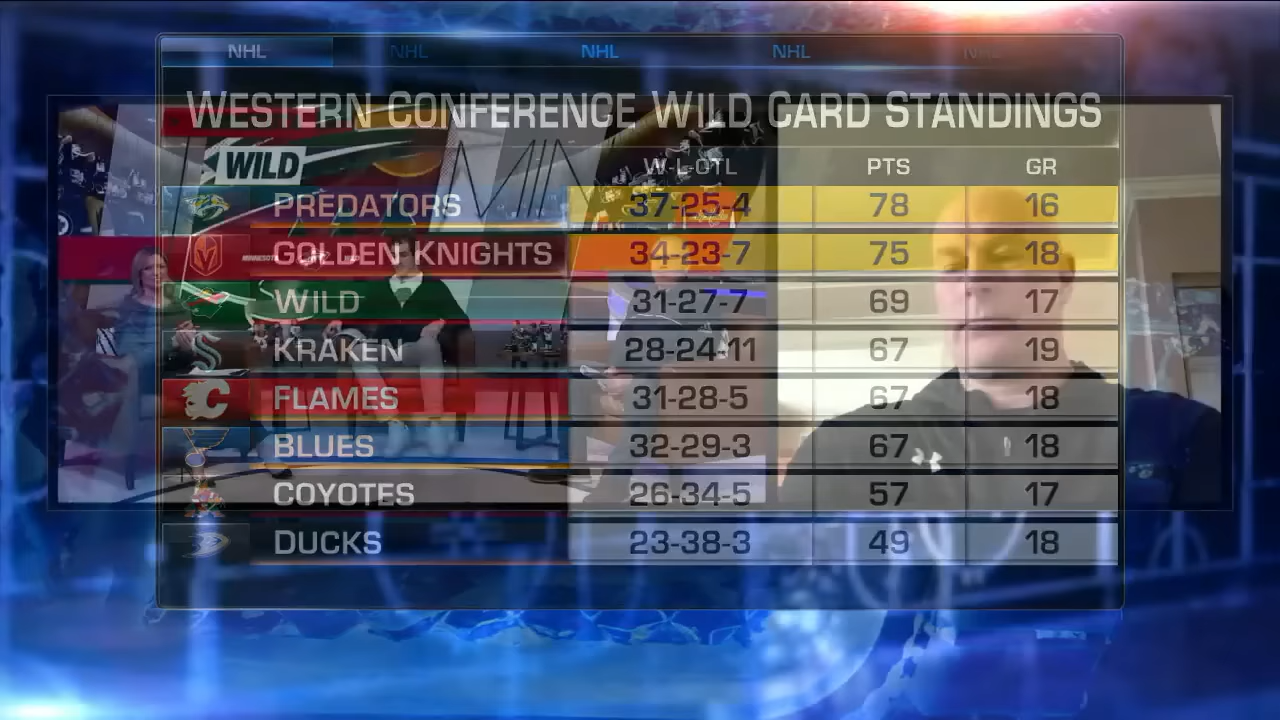 NHL NHL NHL NHL NHL
WESTERN CONFERENCE WILD CARD STANDINGS
WILD W-L-OTL PTS GR
PREDATORS 37-25-4 78 16
GOLDEN KNIGHTS 34-23-7 75 18
WILD 31-27-7 69 17
KRAKEN 28-24-11 67 19
FLAMES 31-28-5 67 18
BLUES 32-29-3 67 18
COYOTES 26-34-5 57 17
DUCKS 23-38-3 49 18